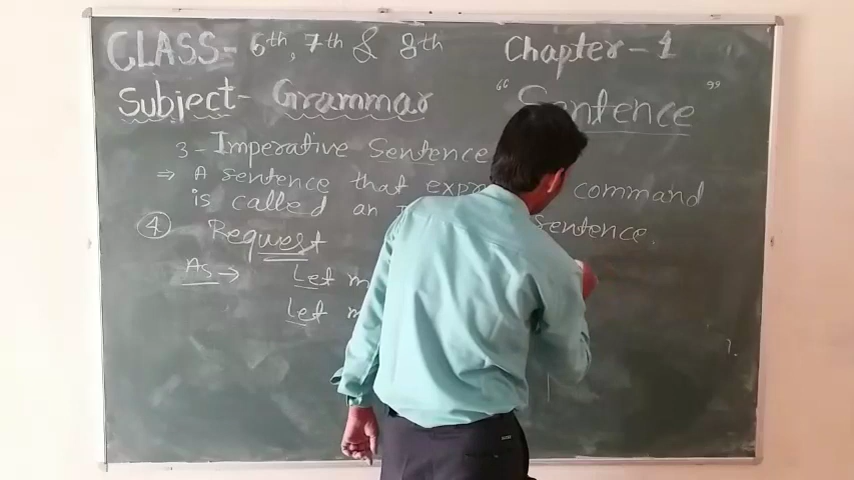 CLASS- 6th, 7th & 8th Chapter-1
Subject- Grammar "Sentence"
3- Imperative Sentence
⇒ A sentence that command
is called an Sentence.
④ Request
As → Let
Let